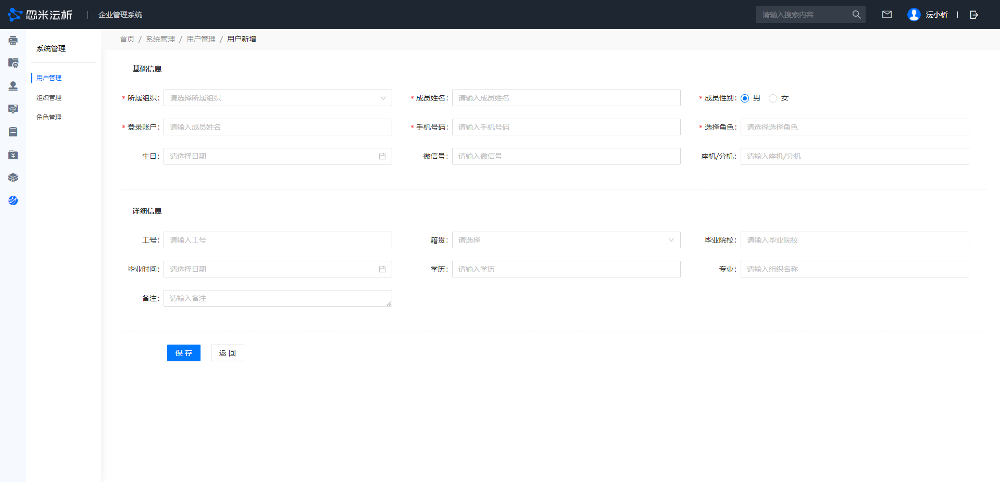 忽米沄析 | 企业管理系统 请输入搜索内容 沄小析
首页 / 系统管理 / 用户管理 / 用户新增
系统管理
用户管理
组织管理
角色管理
基础信息
* 所属组织: 请选择所属组织 * 成员姓名: 请输入成员姓名 * 成员性别: 男 女
* 登录账户: 请输入成员姓名 * 手机号码: 请输入手机号码 * 选择角色: 请选择选择角色
生日: 请选择日期 微信号: 请输入微信号 座机/分机: 请输入座机/分机
详细信息
工号: 请输入工号 籍贯: 请选择 毕业院校: 请输入毕业院校
毕业时间: 请选择日期 学历: 请输入学历 专业: 请输入组织名称
备注: 请输入备注
保 存 返 回